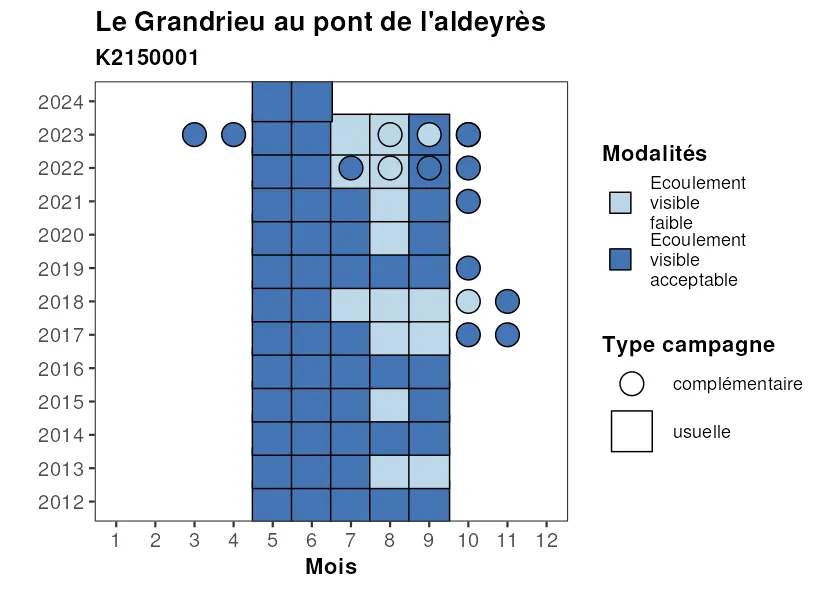 Le Grandrieu au pont de l'aldeyrès
K2150001
2024
2023
2022
2021
2020
2019
2018
2017
2016
2015
2014
2013
2012
1 2 3 4 5 6 7 8 9 10 11 12
Mois
Modalités
Ecoulement
visible
faible
Ecoulement
visible
acceptable
Type campagne
complémentaire
usuelle